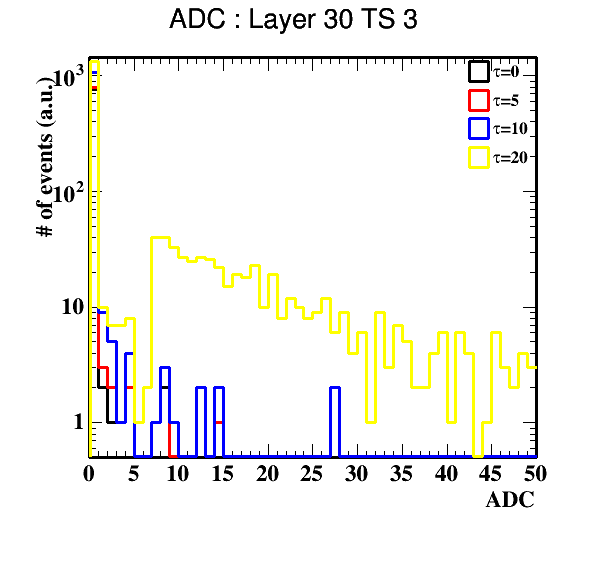 ADC : Layer 30 TS 3
# of events (a.u.)
10³
10²
10
1
τ=0
τ=5
τ=10
τ=20
0 5 10 15 20 25 30 35 40 45 50
ADC